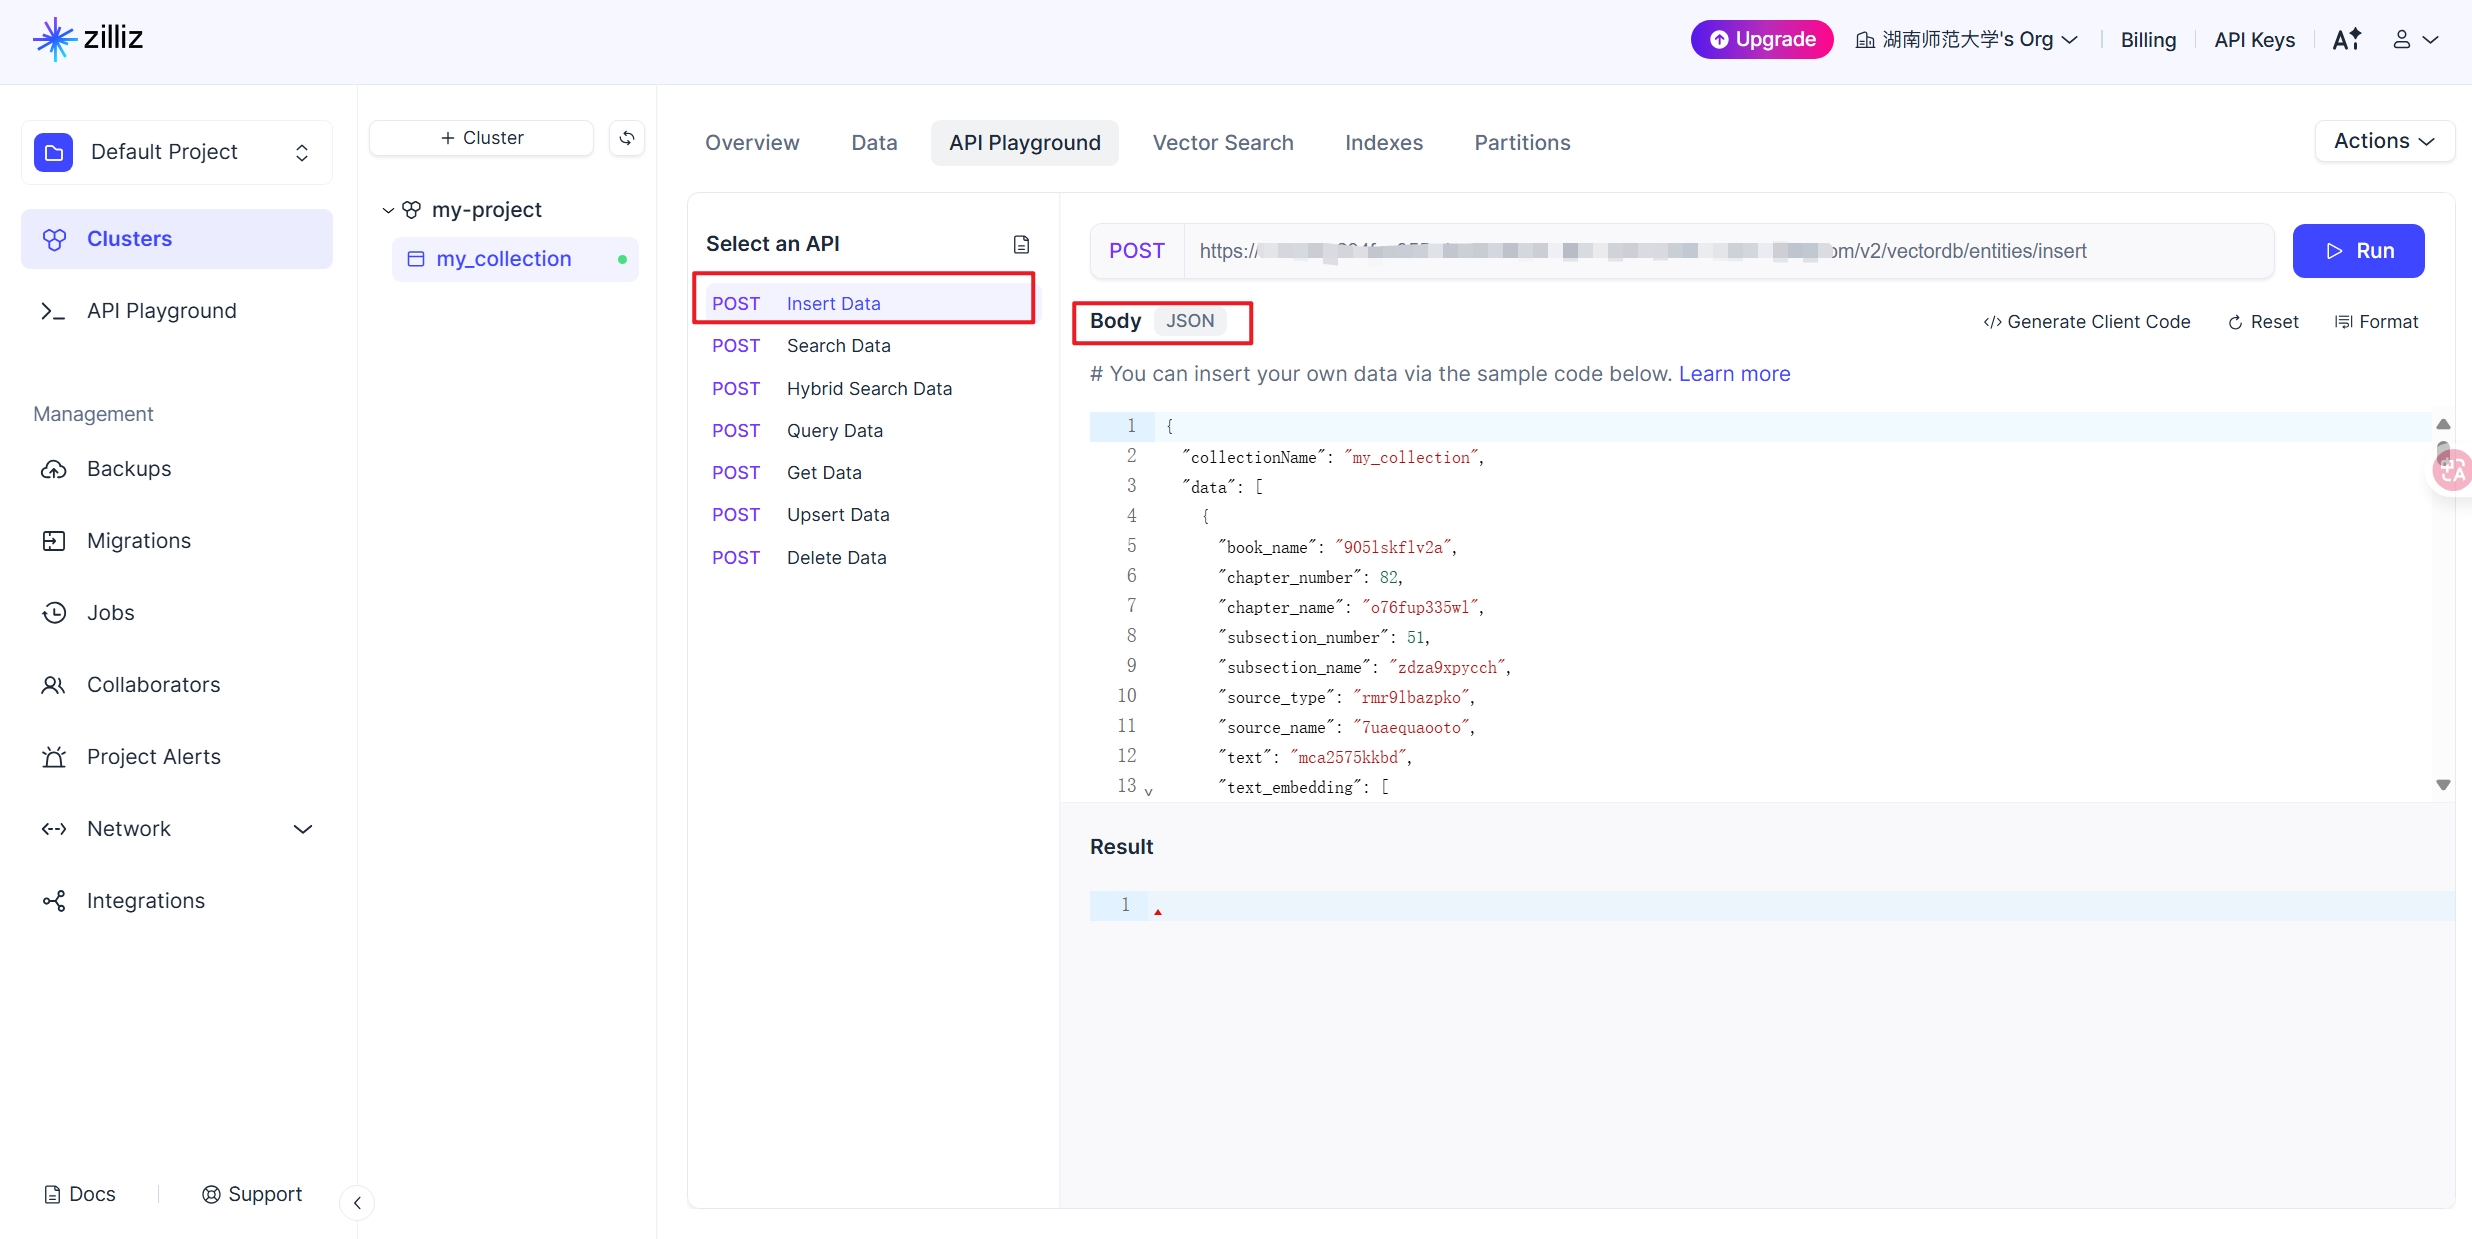 zilliz
Upgrade
湖南师范大学's Org
Billing
API Keys
Default Project
Clusters
API Playground
Management
Backups
Migrations
Jobs
Collaborators
Project Alerts
Network
Integrations
Docs
Support
+ Cluster
my-project
my_collection
Overview
Data
API Playground
Vector Search
Indexes
Partitions
Actions
Select an API
POST Insert Data
POST Search Data
POST Hybrid Search Data
POST Query Data
POST Get Data
POST Upsert Data
POST Delete Data
POST https:// om/v2/vectordb/entities/insert
Run
Body JSON
</> Generate Client Code
Reset
Format
# You can insert your own data via the sample code below. Learn more
1 {
2 "collectionName": "my_collection",
3 "data": [
4 {
5 "book_name": "905lskflv2a",
6 "chapter_number": 82,
7 "chapter_name": "o76fup335wl",
8 "subsection_number": 51,
9 "subsection_name": "zdza9xpycch",
10 "source_type": "rmr9lbazpko",
11 "source_name": "7uaequaooto",
12 "text": "mca2575kkbd",
13 "text_embedding": [
Result
1